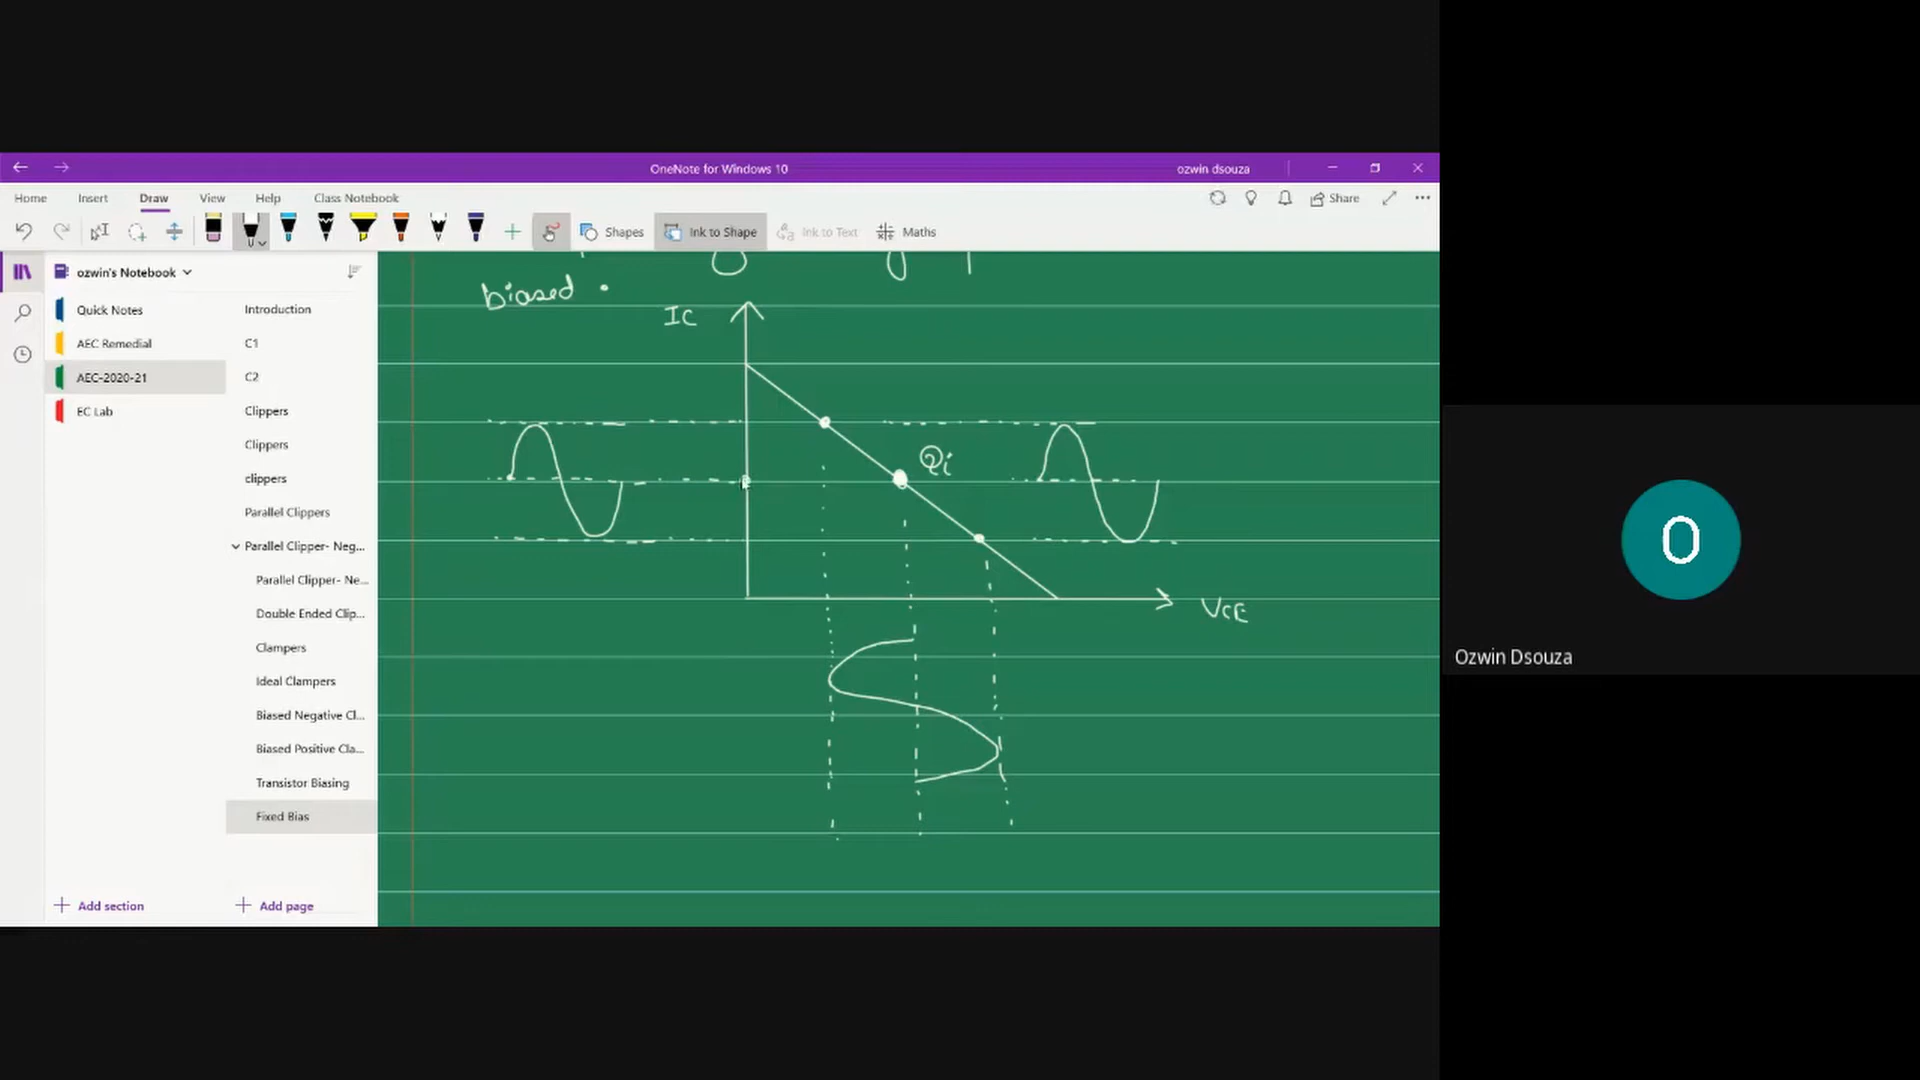 OneNote for Windows 10
ozwin dsouza
Home Insert Draw View Help Class Notebook
Share
Shapes Ink to Shape Ink to Text Maths
ozwin's Notebook
Quick Notes
AEC Remedial
AEC-2020-21
EC Lab
Add section
Introduction
C1
C2
Clippers
Clippers
clippers
Parallel Clippers
Parallel Clipper- Neg...
Parallel Clipper- Ne...
Double Ended Clip...
Clampers
Ideal Clampers
Biased Negative Cl...
Biased Positive Cla...
Transistor Biasing
Fixed Bias
Add page
biased .
IC
Qi
VCE
O
Ozwin Dsouza